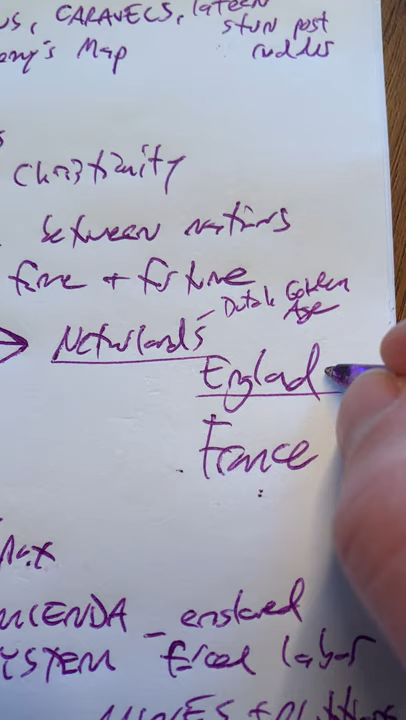 CARAVELS, lateen
stern post
rudder
Map
Christianity
between nations
fame + fortune
Dutch Golden
Age
Netherlands -
England
France
enslaved
SYSTEM forced labor